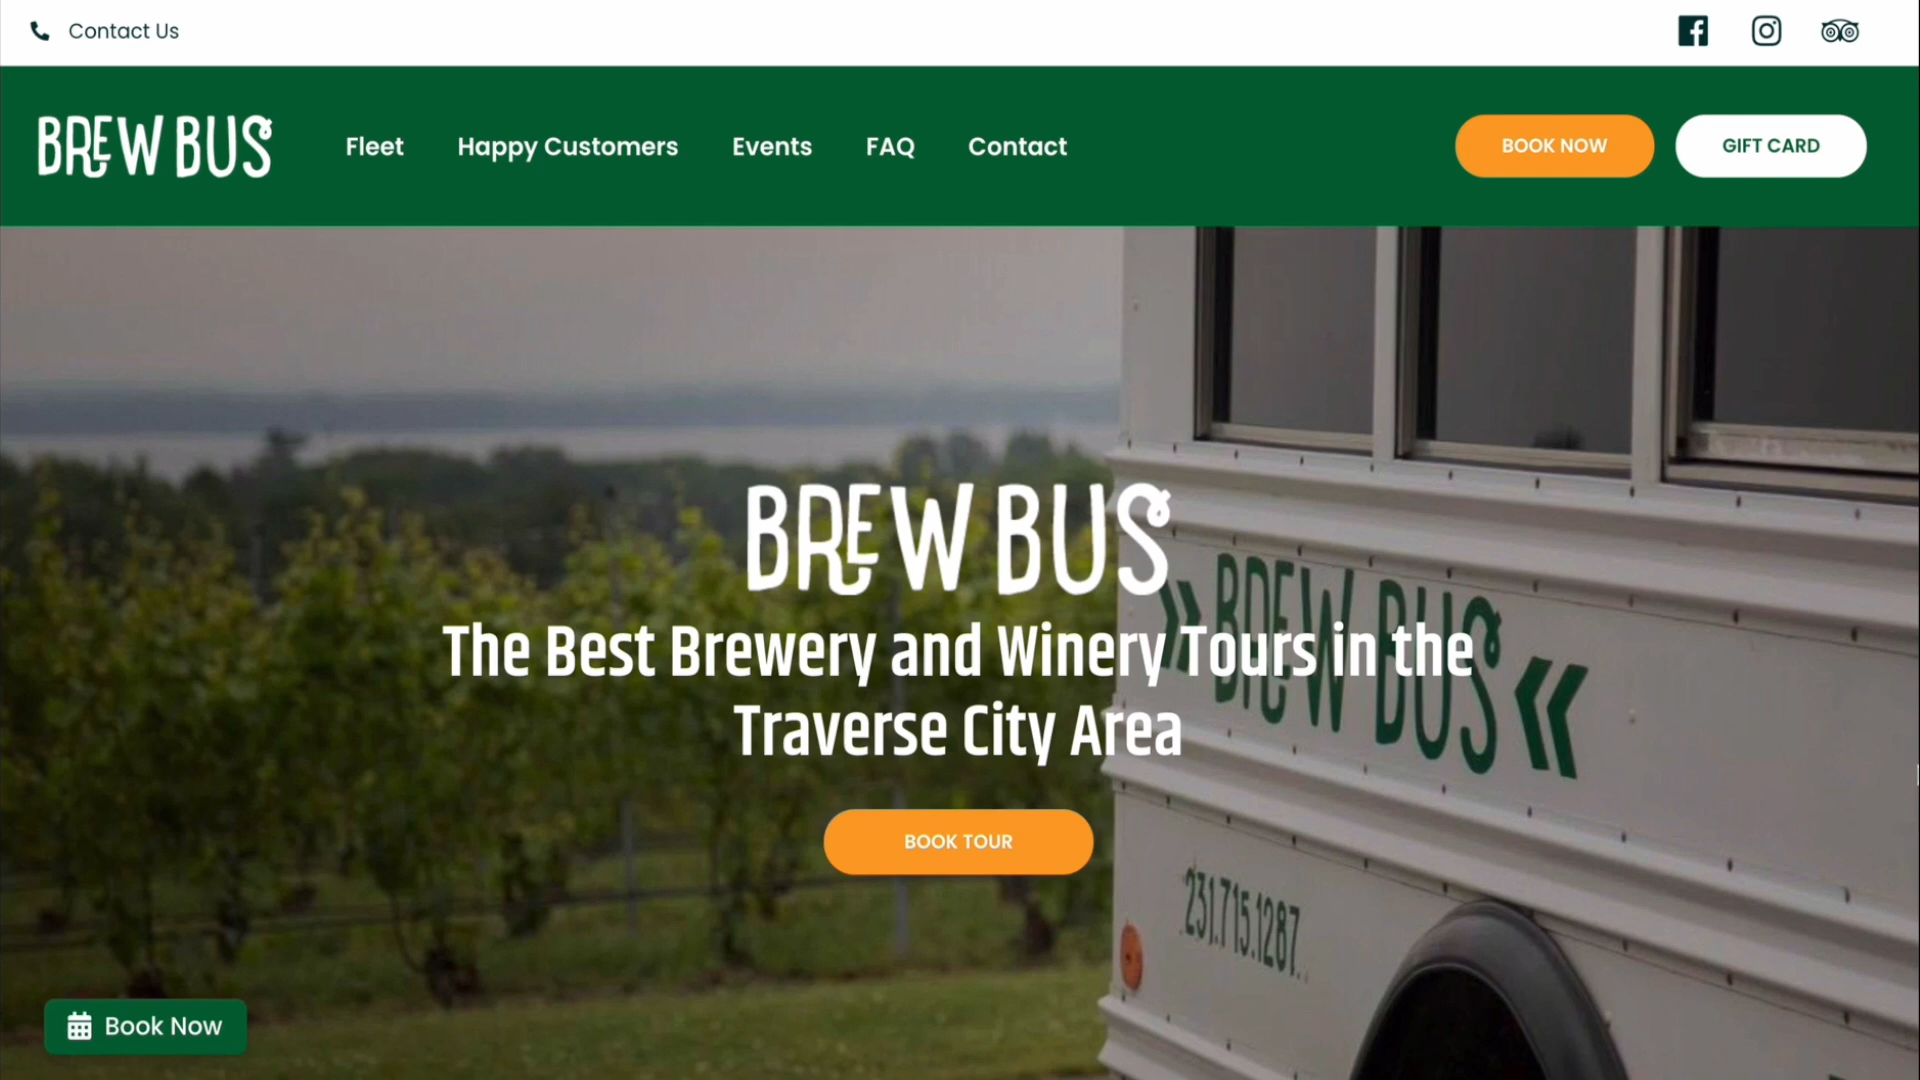 Contact Us
BREW BUS
Fleet
Happy Customers
Events
FAQ
Contact
BOOK NOW
GIFT CARD
BREW BUS
The Best Brewery and Winery Tours in the
Traverse City Area
BOOK TOUR
» BREW BUS «
231.715.1287
Book Now